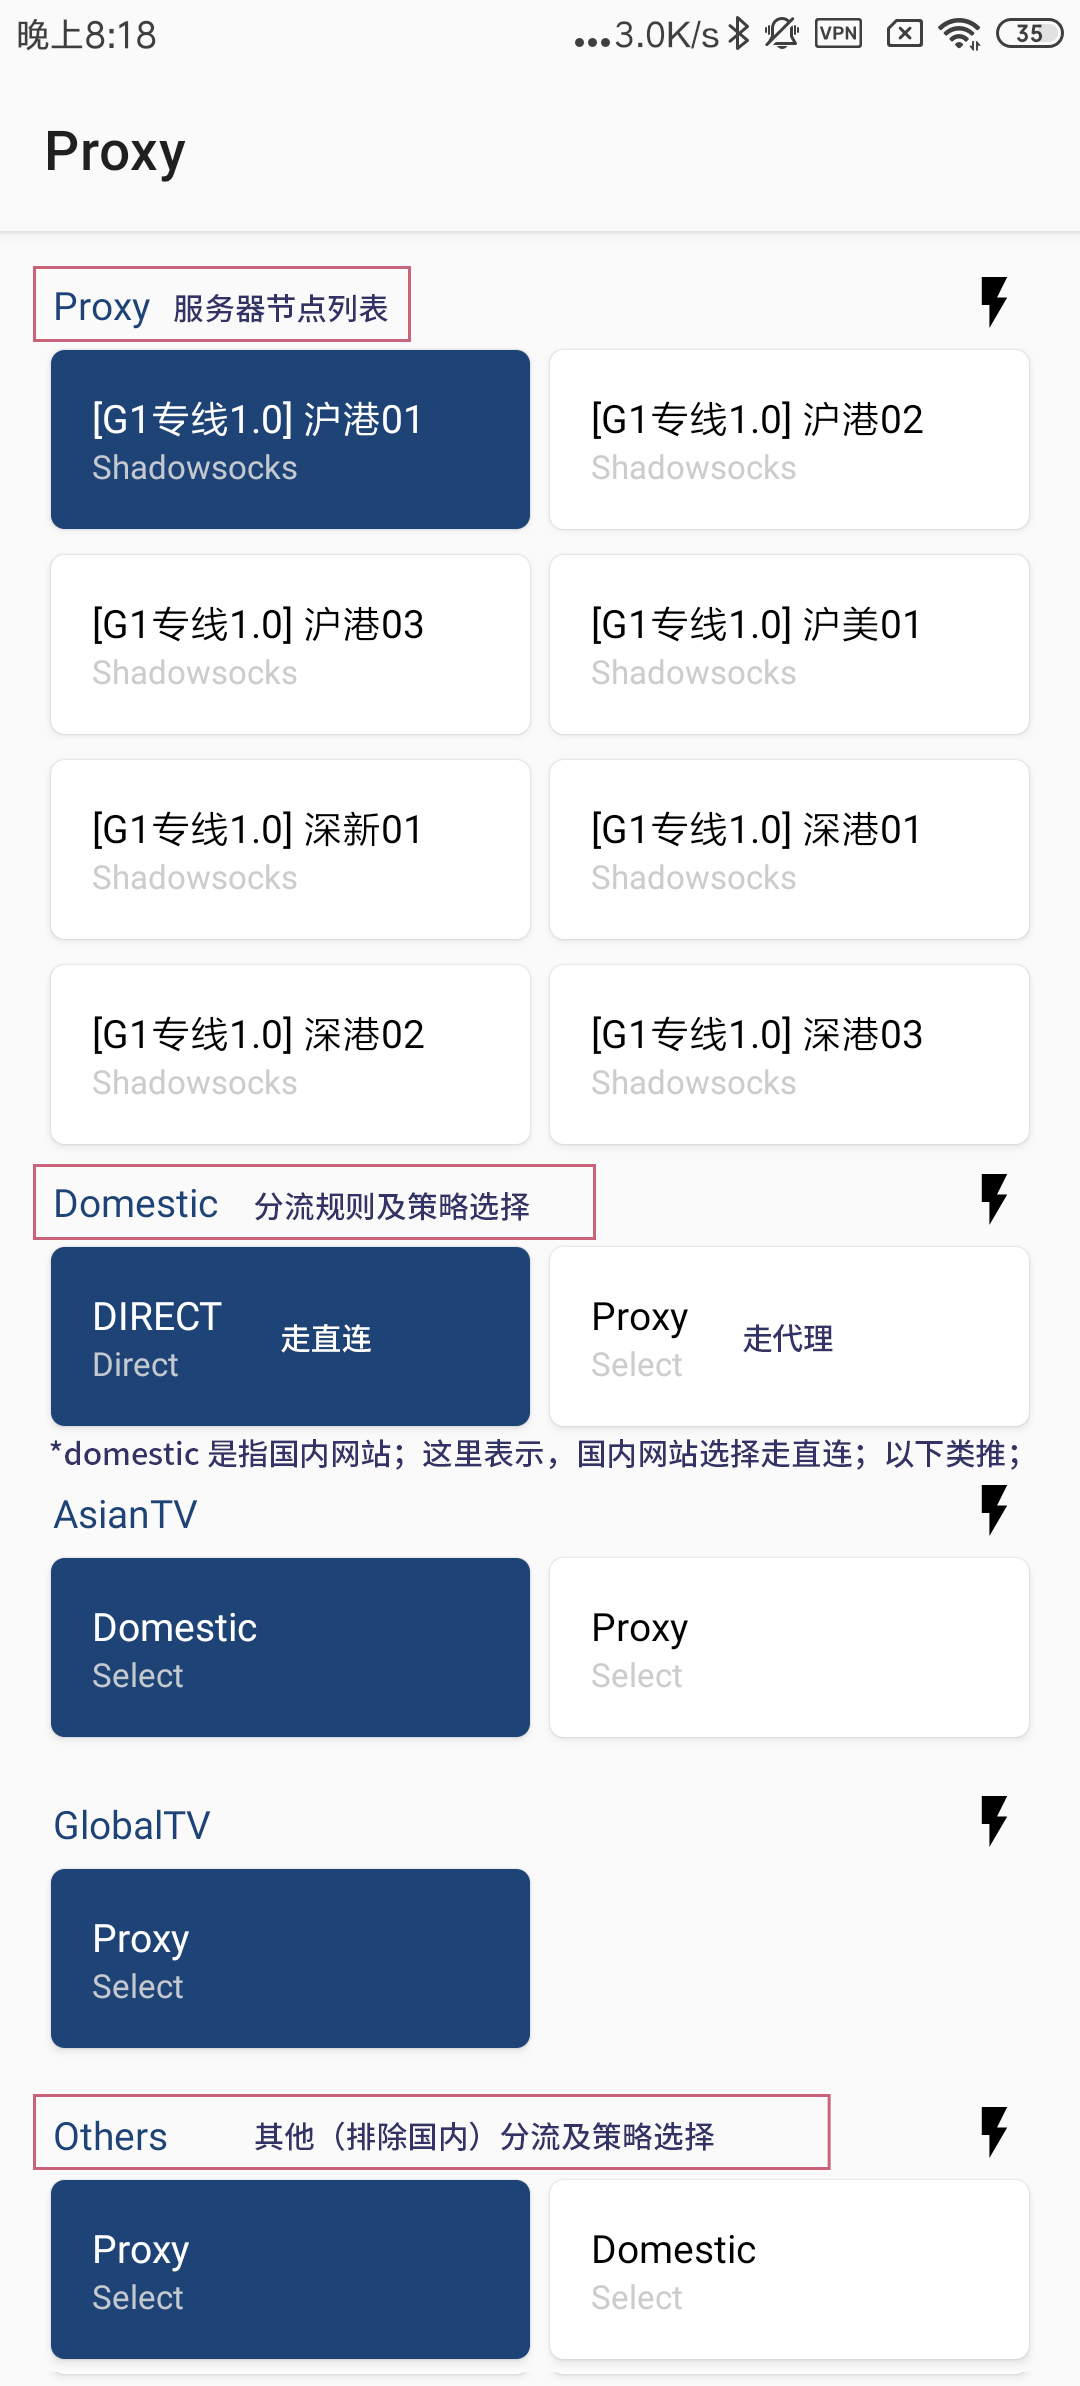 晚上8:18
...3.0K/s VPN 35
Proxy
Proxy 服务器节点列表
[G1专线1.0] 沪港01
Shadowsocks
[G1专线1.0] 沪港02
Shadowsocks
[G1专线1.0] 沪港03
Shadowsocks
[G1专线1.0] 沪美01
Shadowsocks
[G1专线1.0] 深新01
Shadowsocks
[G1专线1.0] 深港01
Shadowsocks
[G1专线1.0] 深港02
Shadowsocks
[G1专线1.0] 深港03
Shadowsocks
Domestic 分流规则及策略选择
DIRECT
Direct
走直连
Proxy
Select
走代理
*domestic 是指国内网站；这里表示，国内网站选择走直连；以下类推；
AsianTV
Domestic
Select
Proxy
Select
GlobalTV
Proxy
Select
Others 其他（排除国内）分流及策略选择
Proxy
Select
Domestic
Select